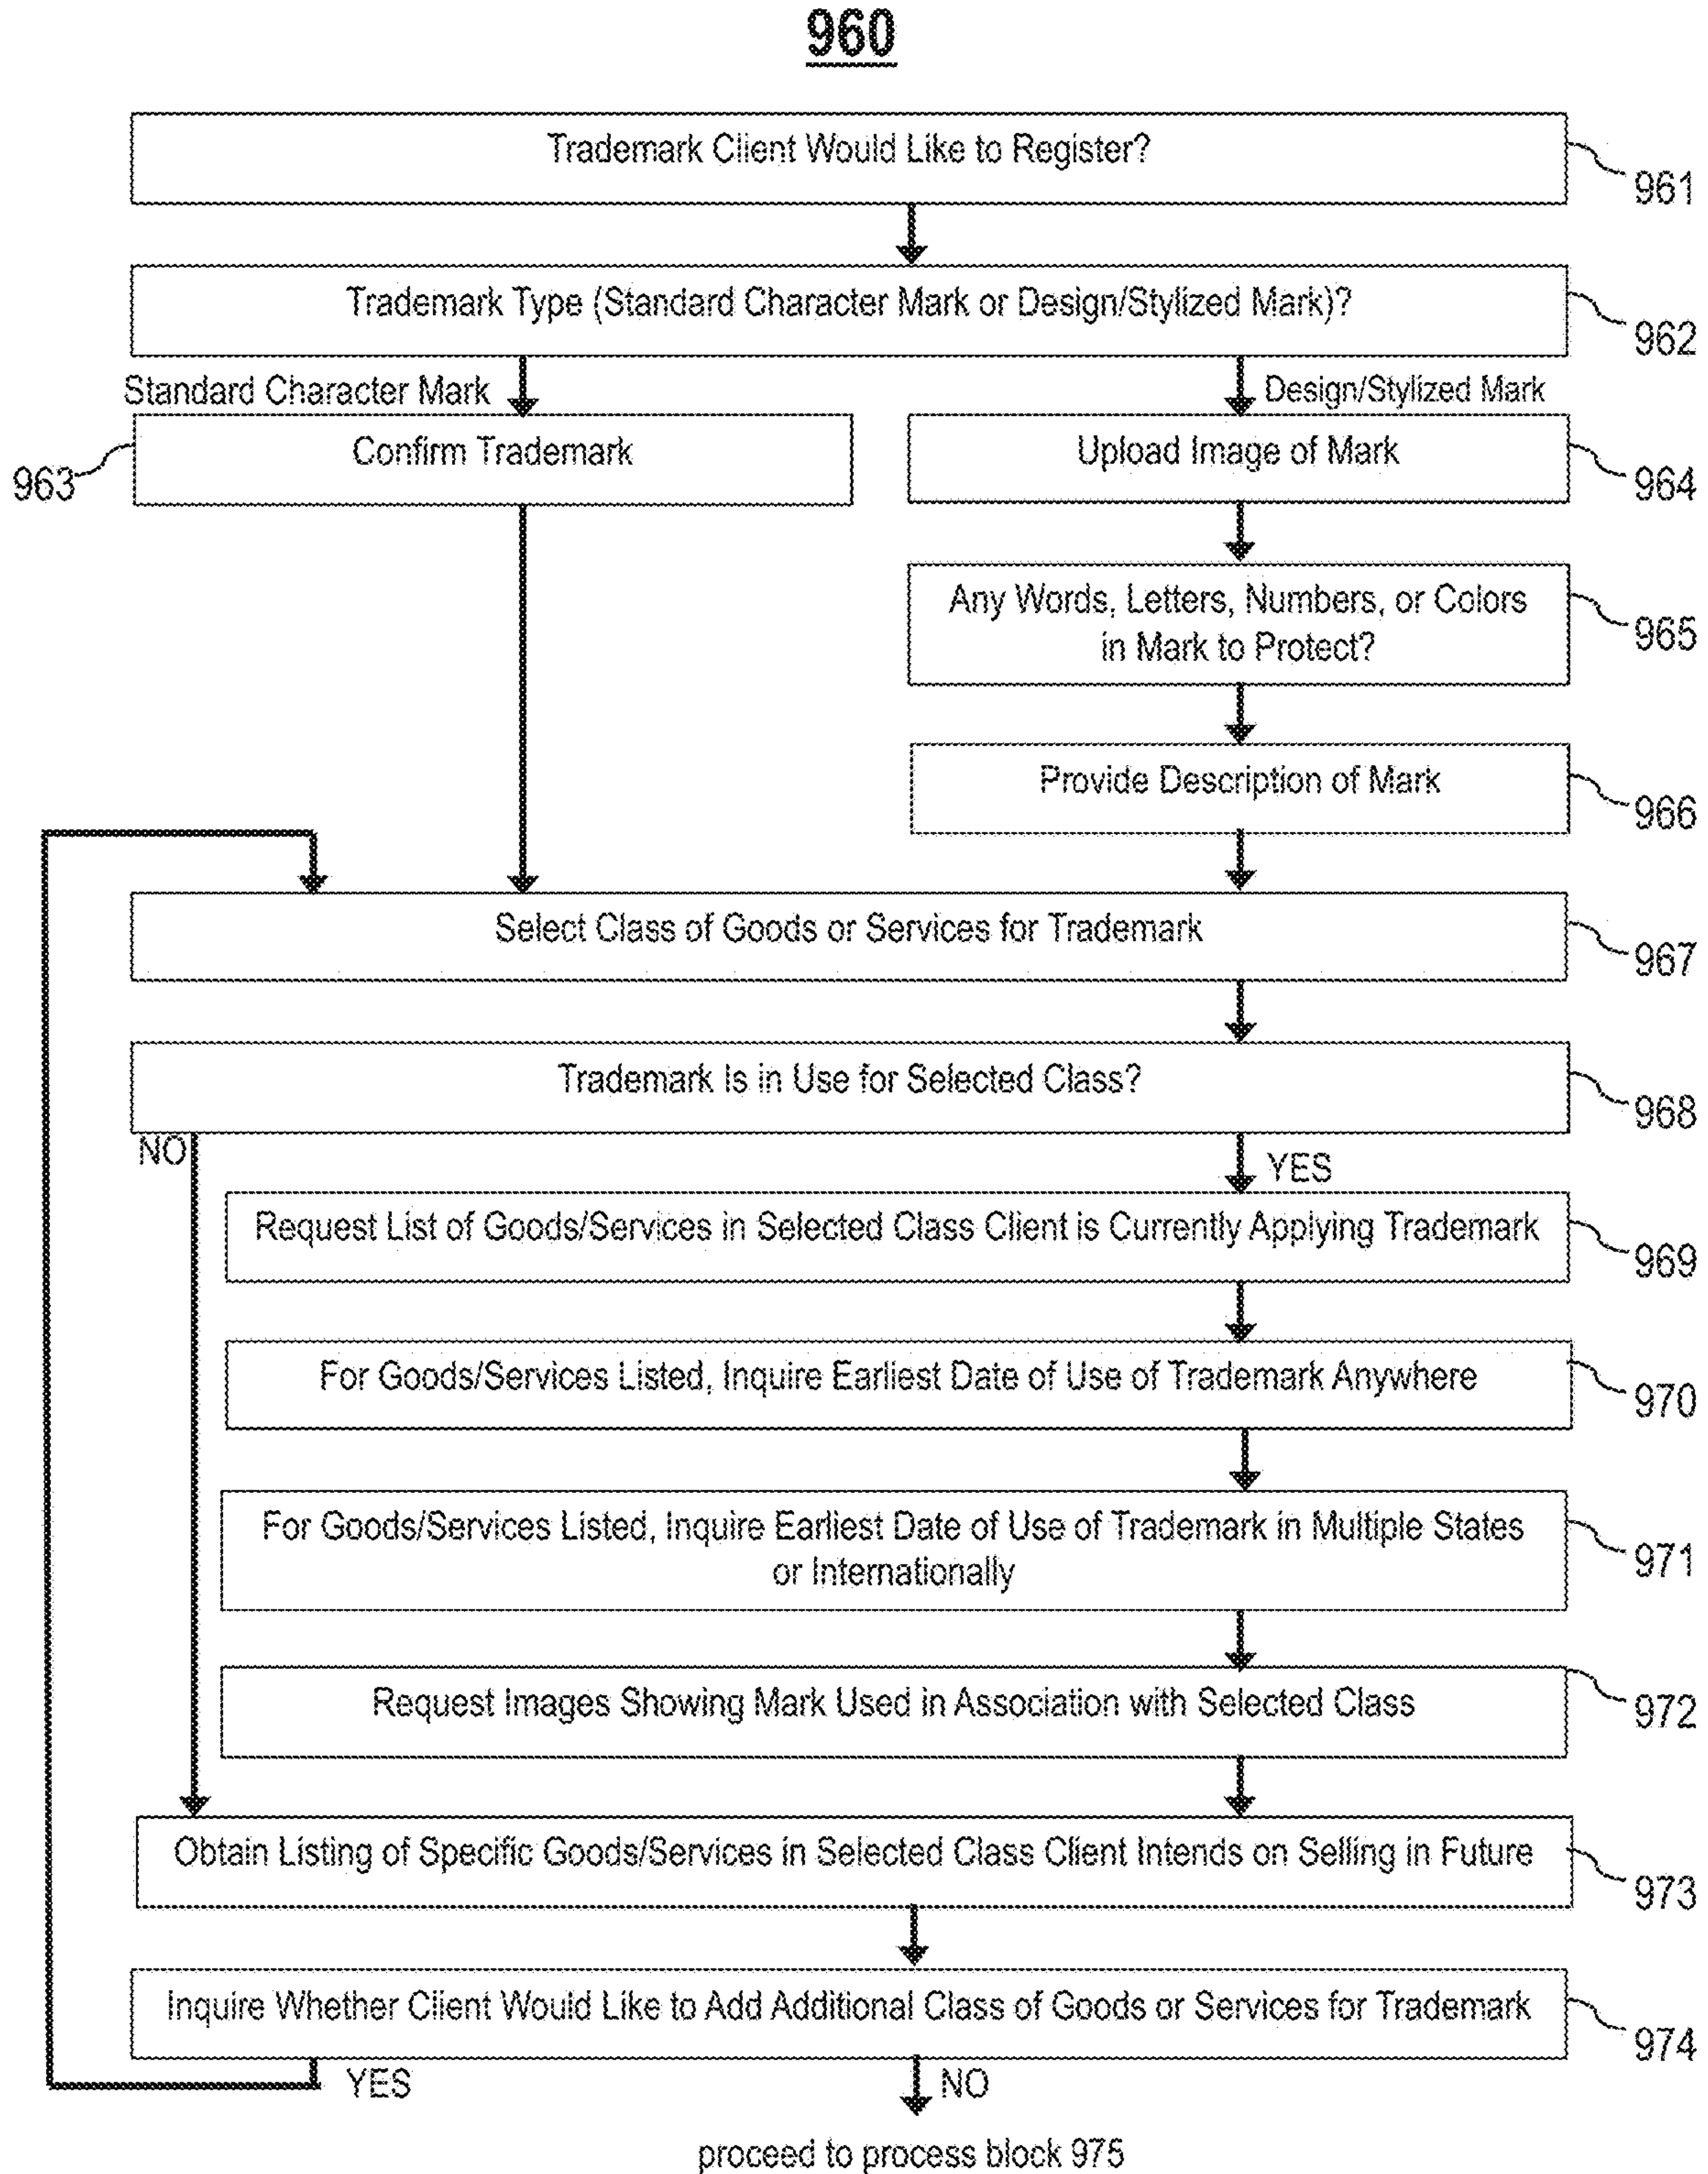 960
Trademark Client Would Like to Register?
961
Trademark Type (Standard Character Mark or Design/Stylized Mark)?
962
Standard Character Mark
Design/Stylized Mark
Confirm Trademark
963
Upload Image of Mark
964
Any Words, Letters, Numbers, or Colors
in Mark to Protect?
965
Provide Description of Mark
966
Select Class of Goods or Services for Trademark
967
Trademark Is in Use for Selected Class?
968
NO
YES
Request List of Goods/Services in Selected Class Client is Currently Applying Trademark
969
For Goods/Services Listed, Inquire Earliest Date of Use of Trademark Anywhere
970
For Goods/Services Listed, Inquire Earliest Date of Use of Trademark in Multiple States
or Internationally
971
Request Images Showing Mark Used in Association with Selected Class
972
Obtain Listing of Specific Goods/Services in Selected Class Client Intends on Selling in Future
973
Inquire Whether Client Would Like to Add Additional Class of Goods or Services for Trademark
974
YES
NO
proceed to process block 975